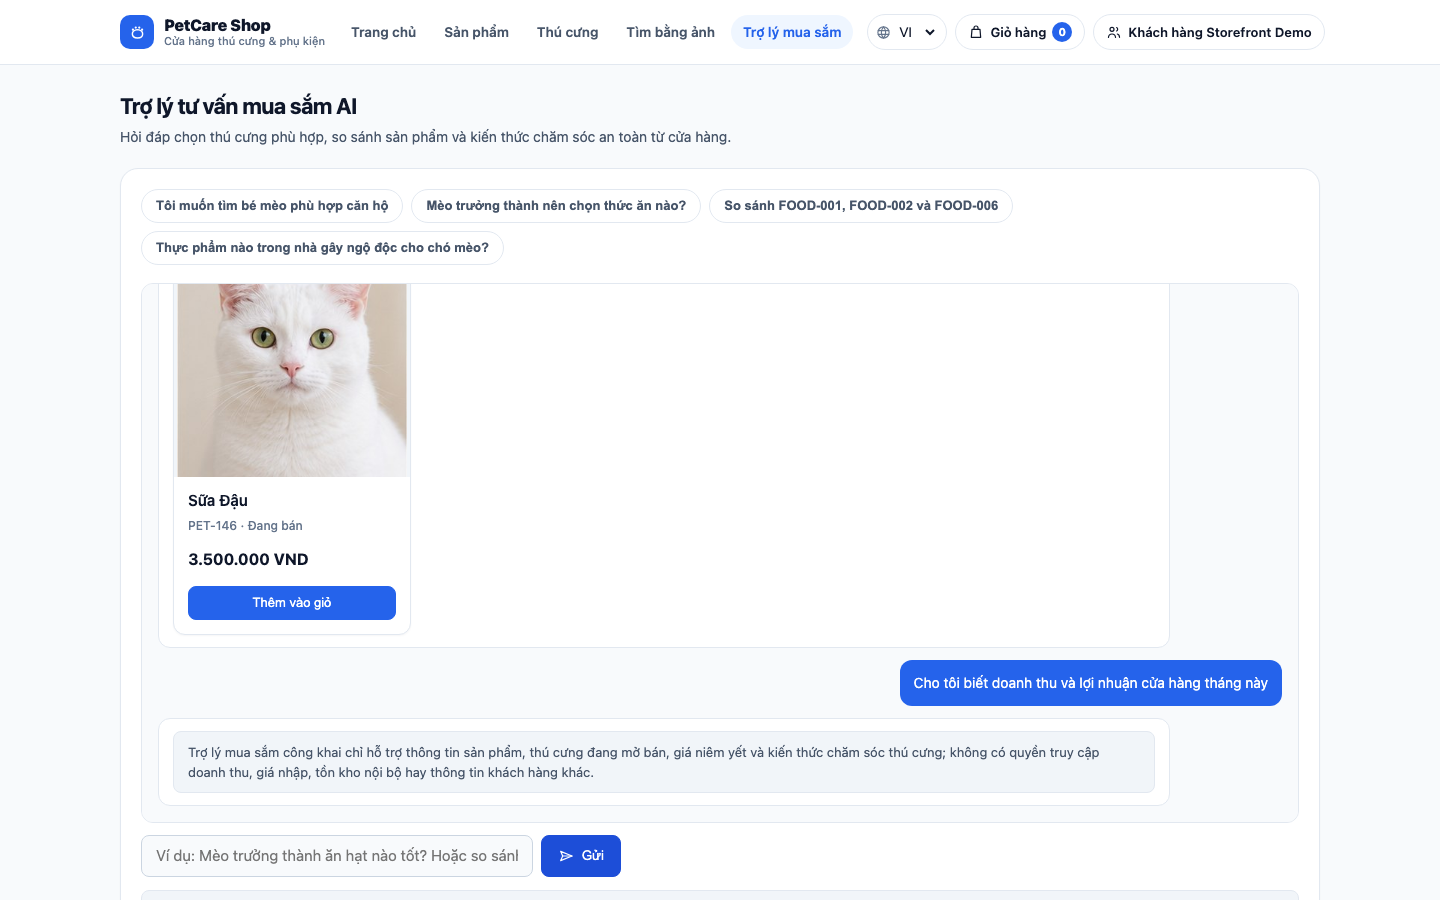 PetCare Shop
Cửa hàng thú cưng & phụ kiện
Trang chủ
Sản phẩm
Thú cưng
Tìm bằng ảnh
Trợ lý mua sắm
VI
Giỏ hàng
0
Khách hàng Storefront Demo
Trợ lý tư vấn mua sắm AI
Hỏi đáp chọn thú cưng phù hợp, so sánh sản phẩm và kiến thức chăm sóc an toàn từ cửa hàng.
Tôi muốn tìm bé mèo phù hợp căn hộ
Mèo trưởng thành nên chọn thức ăn nào?
So sánh FOOD-001, FOOD-002 và FOOD-006
Thực phẩm nào trong nhà gây ngộ độc cho chó mèo?
Sữa Đậu
PET-146 · Đang bán
3.500.000 VND
Thêm vào giỏ
Cho tôi biết doanh thu và lợi nhuận cửa hàng tháng này
Trợ lý mua sắm công khai chỉ hỗ trợ thông tin sản phẩm, thú cưng đang mở bán, giá niêm yết và kiến thức chăm sóc thú cưng; không có quyền truy cập
doanh thu, giá nhập, tồn kho nội bộ hay thông tin khách hàng khác.
Ví dụ: Mèo trưởng thành ăn hạt nào tốt? Hoặc so sánh
Gửi